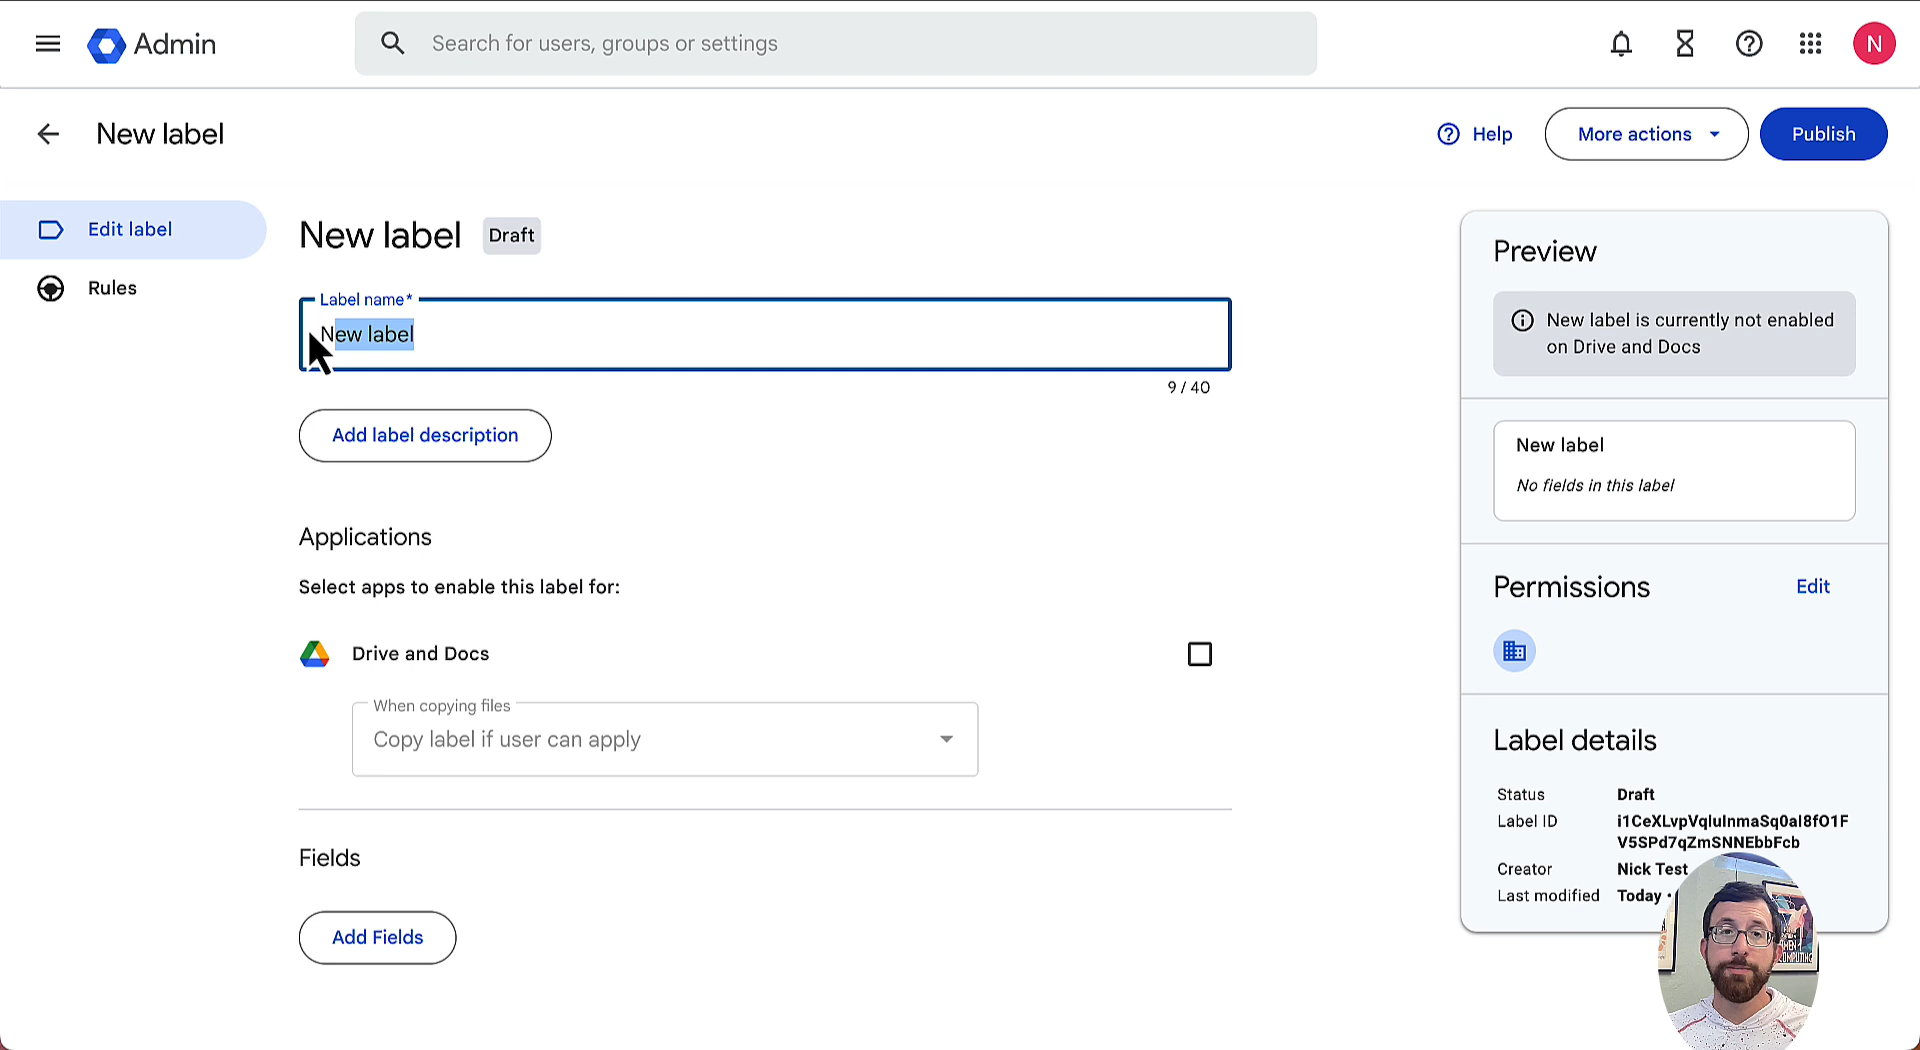 Admin
Search for users, groups or settings
N
New label
Help
More actions
Publish
Edit label
Rules
New label
Draft
Label name*
New label
9 / 40
Add label description
Applications
Select apps to enable this label for:
Drive and Docs
When copying files
Copy label if user can apply
Fields
Add Fields
Preview
New label is currently not enabled
on Drive and Docs
New label
No fields in this label
Permissions
Edit
Label details
Status Draft
Label ID
Creator Nick Test
Last modified Today •